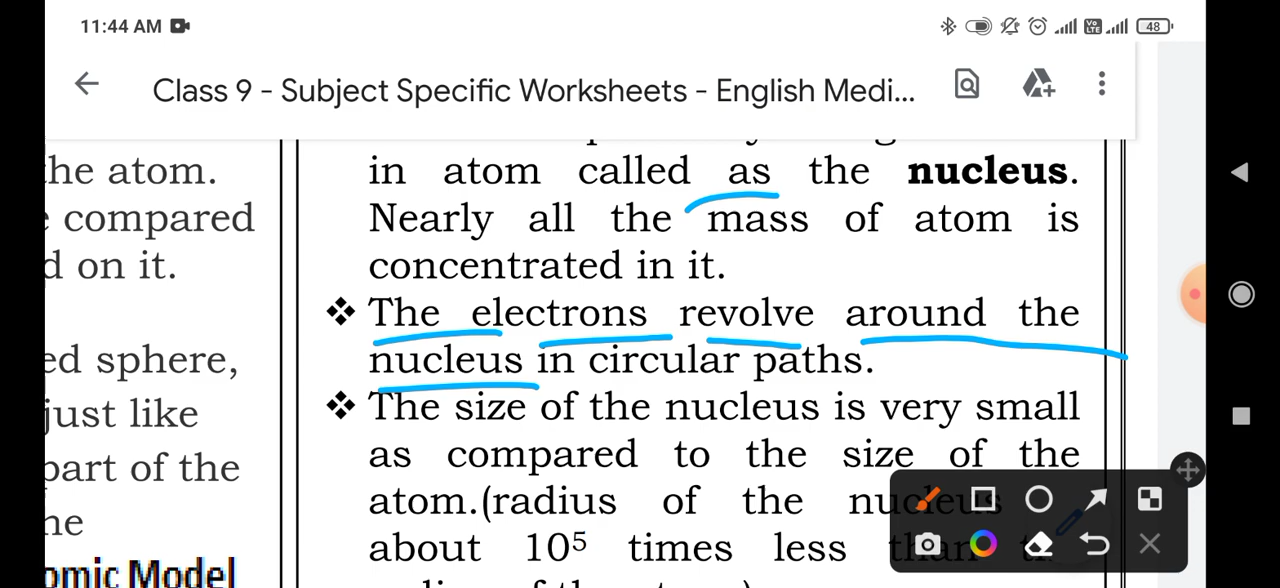 11:44 AM
48
Class 9 - Subject Specific Worksheets - English Medi...
he atom.
compared
d on it.
ed sphere,
just like
part of the
ne
omic Model
in atom called as the nucleus.
Nearly all the mass of atom is
concentrated in it.
❖ The electrons revolve around the
nucleus in circular paths.
❖ The size of the nucleus is very small
as compared to the size of the
atom.(radius of the nucleus
about 10⁵ times less than